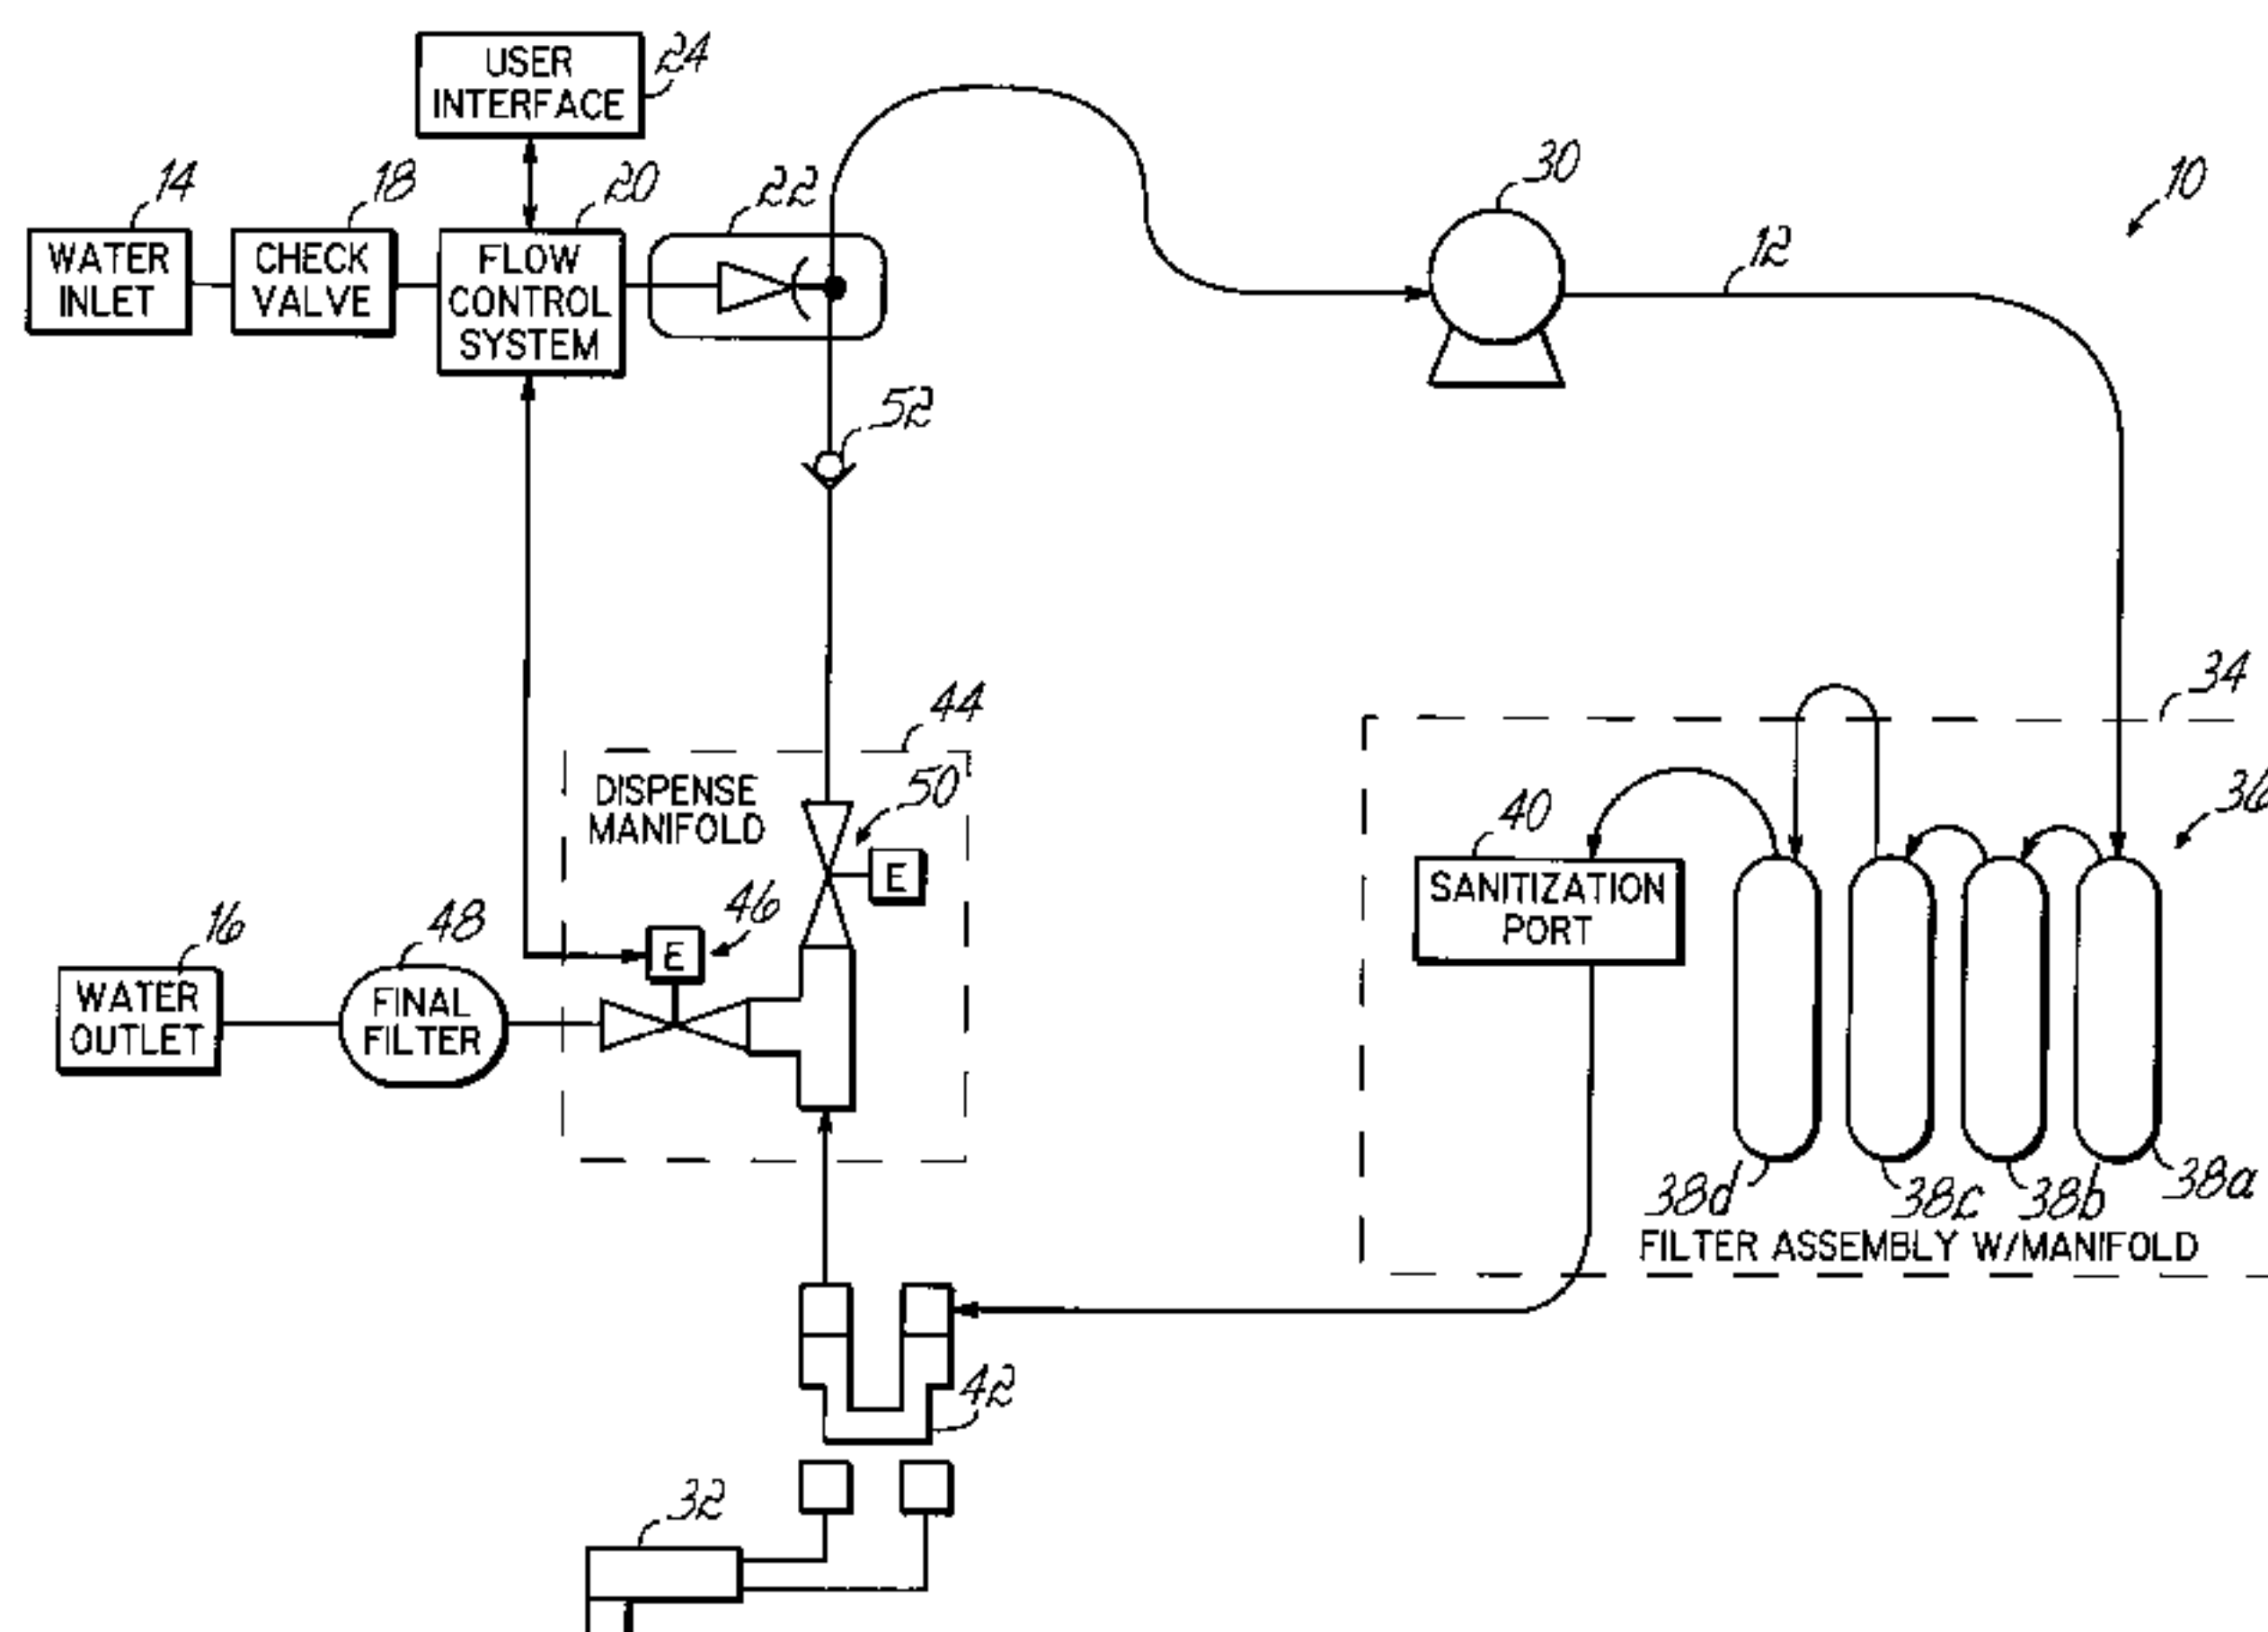 USER
INTERFACE
24
14
18
20
22
30
10
WATER
INLET
CHECK
VALVE
FLOW
CONTROL
SYSTEM
12
52
34
44
DISPENSE
MANIFOLD
50
36
40
E
SANITIZATION
PORT
46
16
48
E
WATER
OUTLET
FINAL
FILTER
38d
38c
38b
38a
FILTER ASSEMBLY W/MANIFOLD
42
32